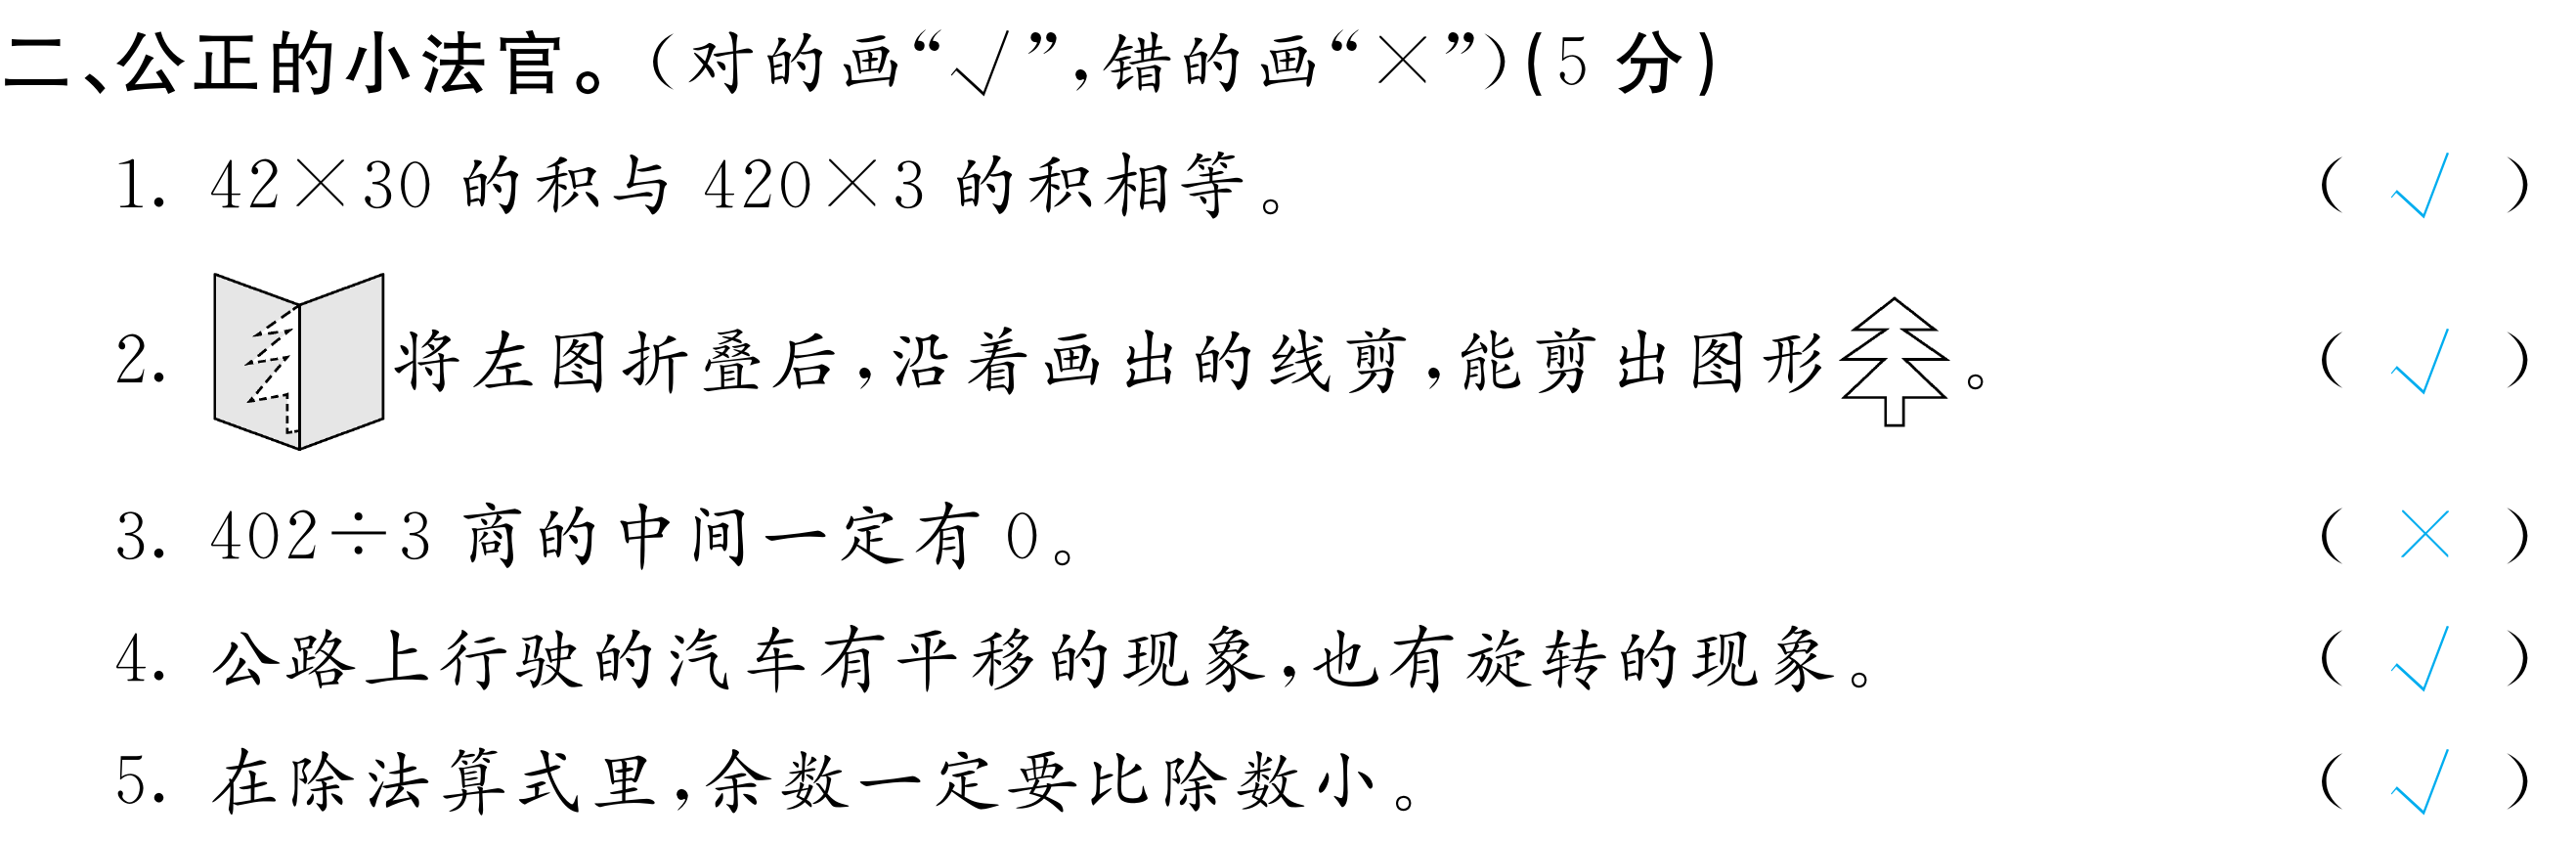 二、公正的小法官。(对的画“√”,错的画“×”)(5 分)
1. 42×30 的积与 420×3 的积相等。 ( √ )
2. 将左图折叠后,沿着画出的线剪,能剪出图形。 ( √ )
3. 402÷3 商的中间一定有 0。 ( × )
4. 公路上行驶的汽车有平移的现象,也有旋转的现象。 ( √ )
5. 在除法算式里,余数一定要比除数小。 ( √ )